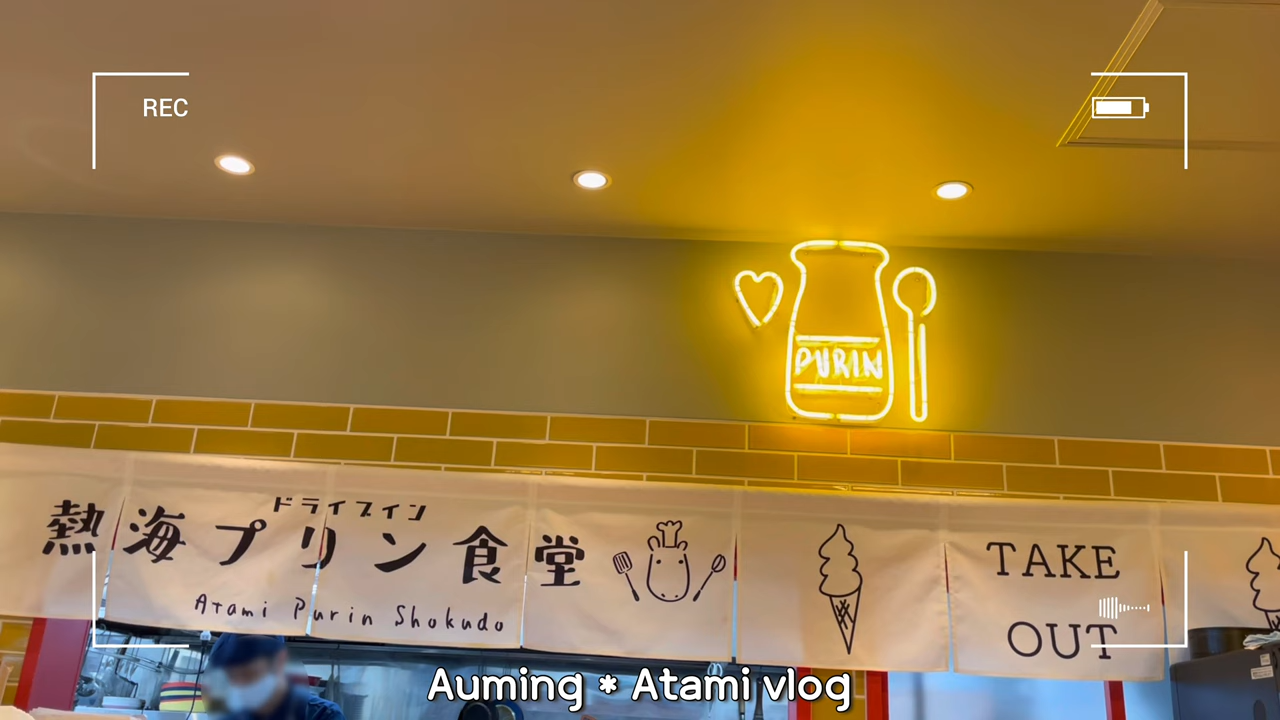 REC
PURIN
ドライブイン
熱海プリン食堂
Atami Purin Shokudo
TAKE
OUT
Auming * Atami vlog